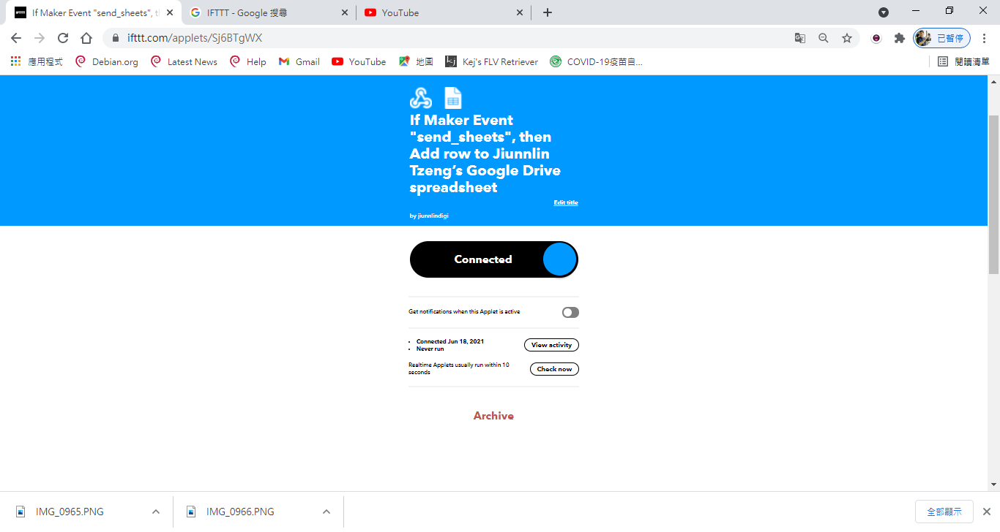 IFTTT
If Maker Event "send_sheets", t
IFTTT - Google 搜尋
YouTube
ifttt.com/applets/Sj6BTgWX
已暫停
應用程式
Debian.org
Latest News
Help
Gmail
YouTube
地圖
kj
Kej's FLV Retriever
COVID-19疫苗自...
閱讀清單
If Maker Event
"send_sheets", then
Add row to Jiunnlin
Tzeng’s Google Drive
spreadsheet
Edit title
by jiunnlindigi
Connected
Get notifications when this Applet is active
• Connected Jun 18, 2021
• Never run
View activity
Realtime Applets usually run within 10
seconds
Check now
Archive
IMG_0965.PNG
IMG_0966.PNG
全部顯示